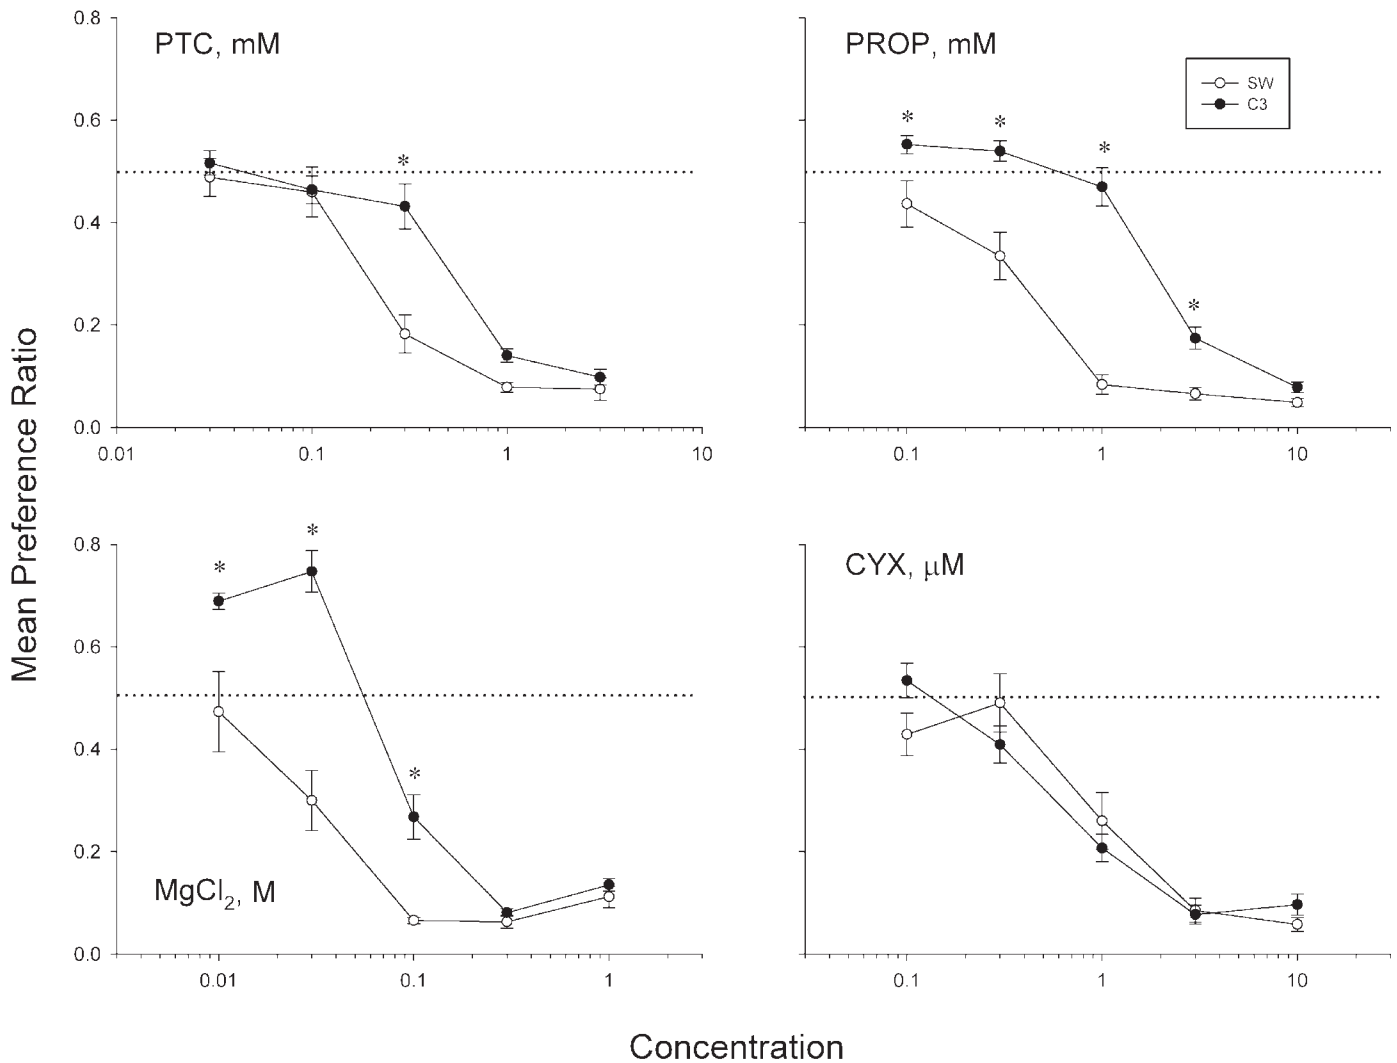 PTC, mM
0.8
0.6
0.4
0.2
0.0
0.01 0.1 1 10
*
PROP, mM
SW
C3
* * * *
0.1 1 10
Mean Preference Ratio
0.8
0.6
0.4
0.2
0.0
* * *
MgCl₂, M
0.01 0.1 1
CYX, μM
0.1 1 10
Concentration